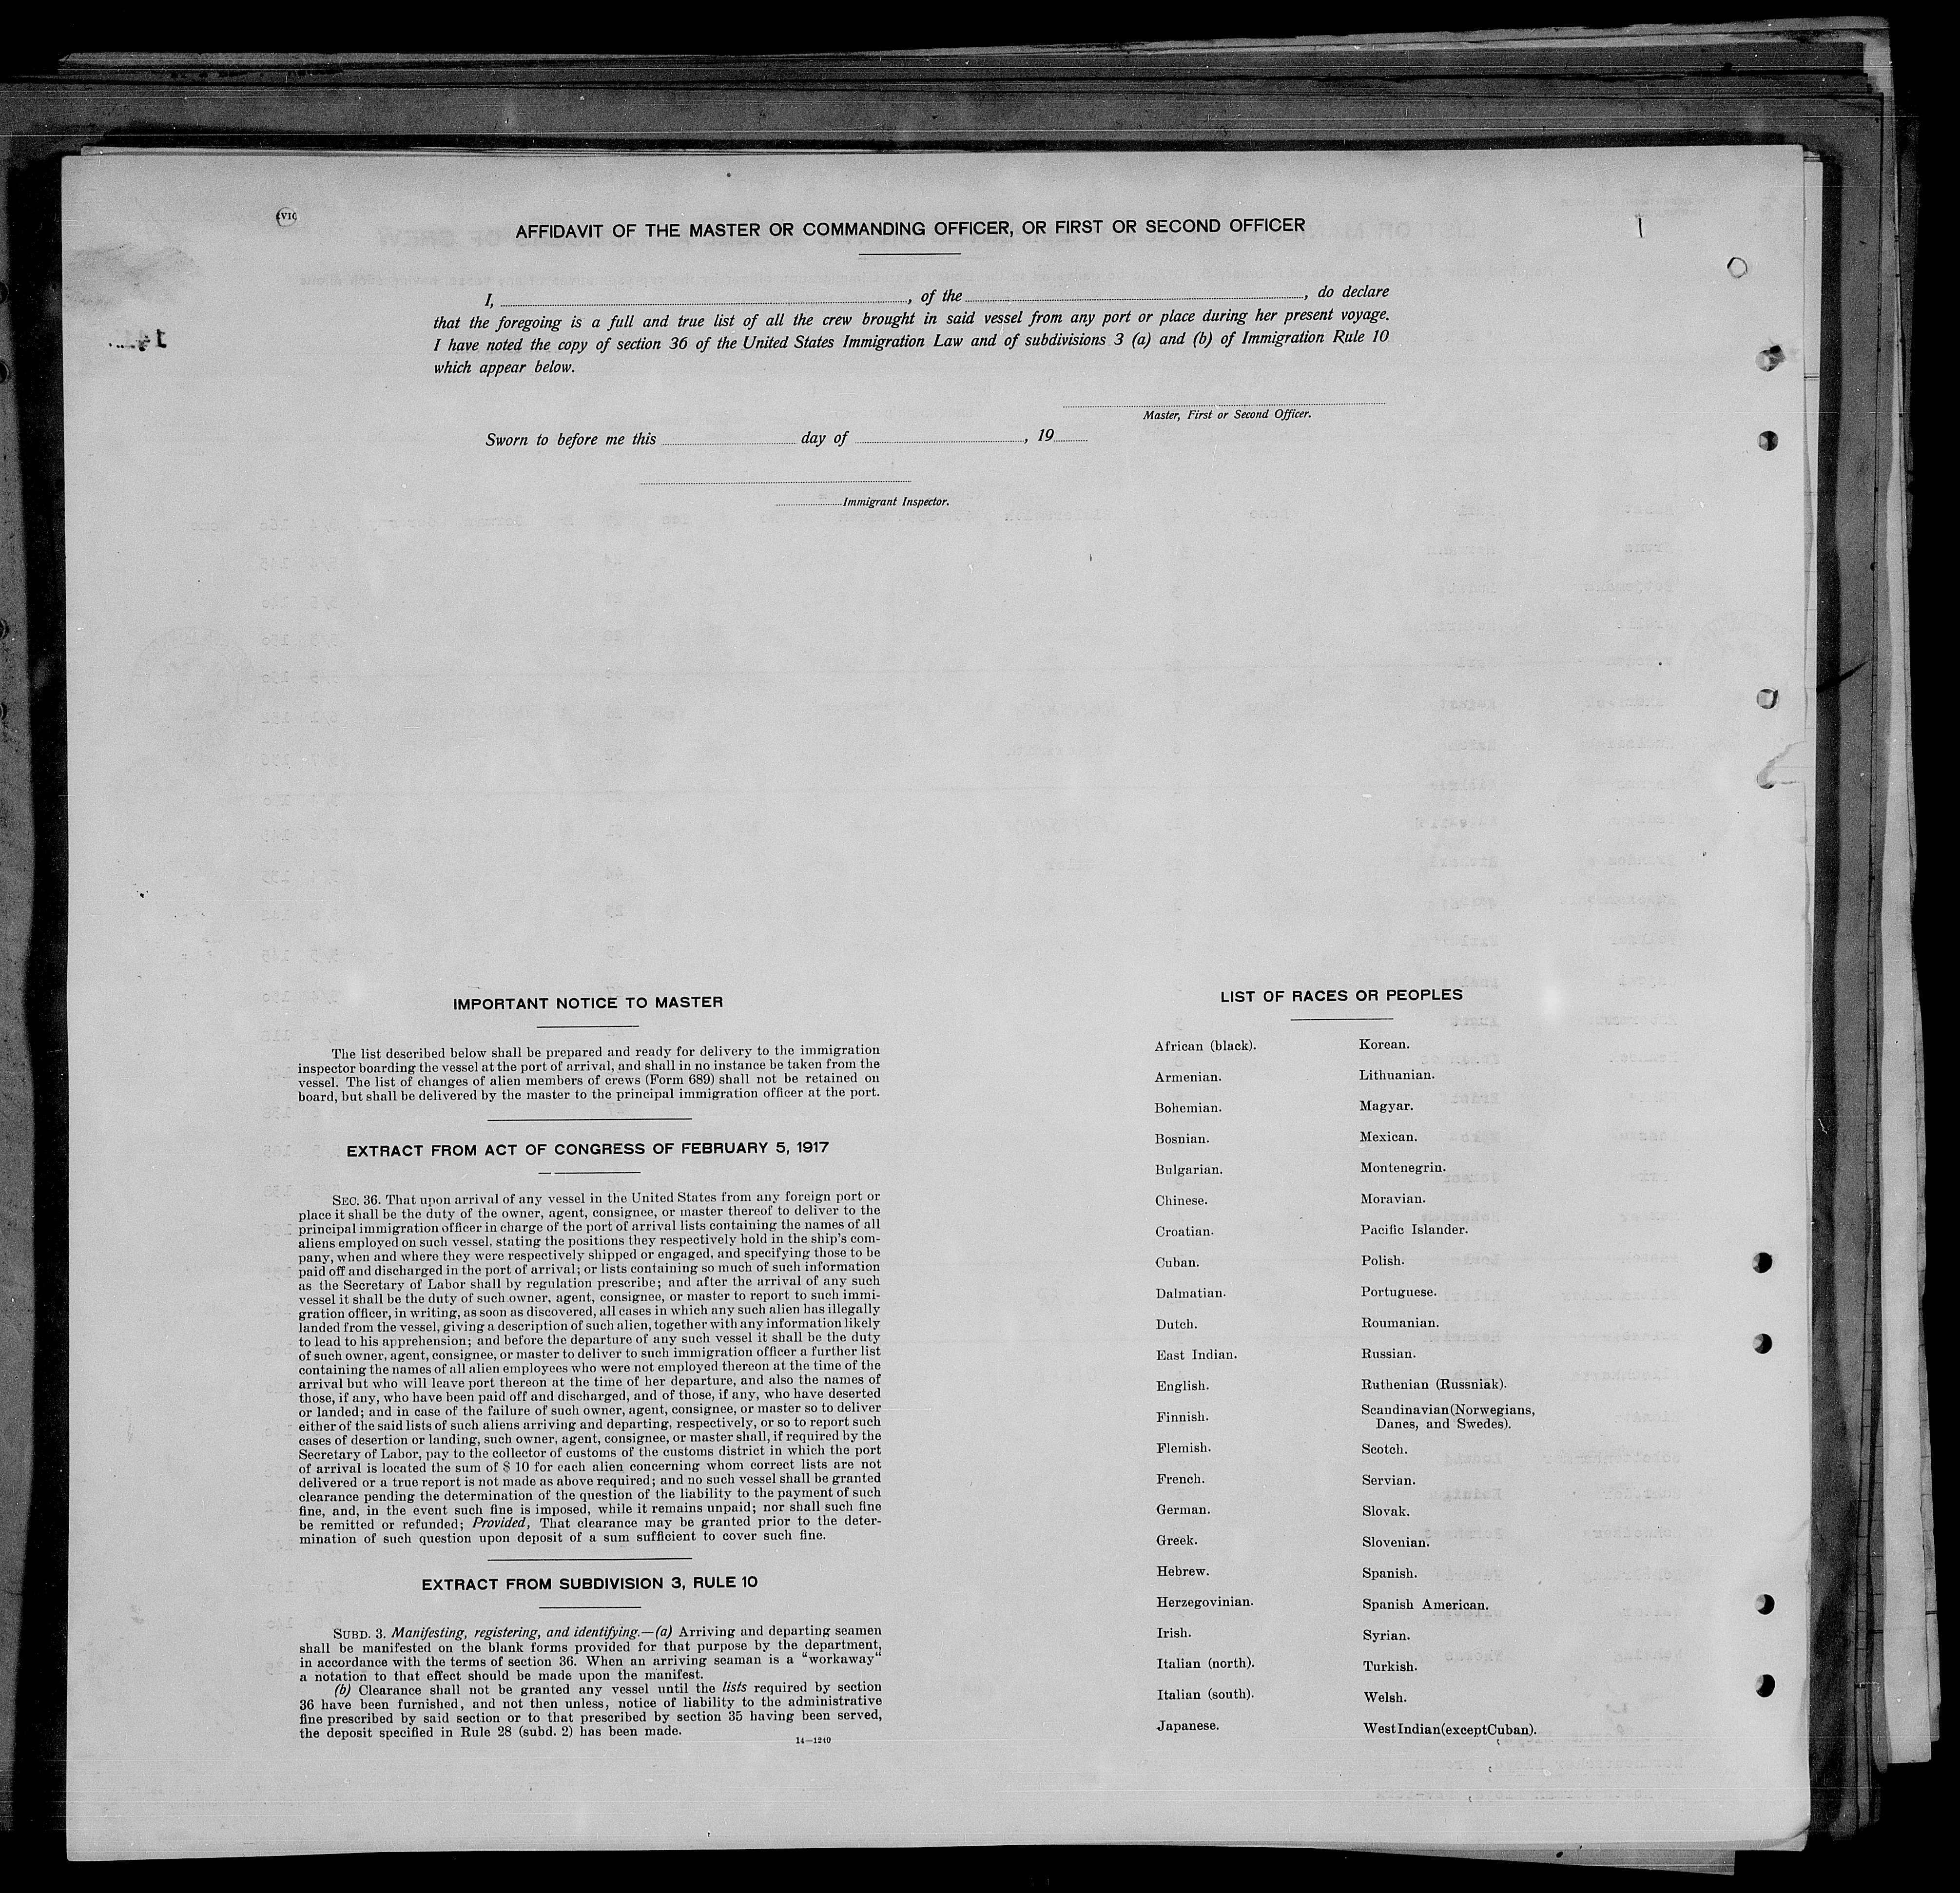 AFFIDAVIT OF THE MASTER OR COMMANDING OFFICER, OR FIRST OR SECOND OFFICER
I, , of the , do declare
that the foregoing is a full and true list of all the crew brought in said vessel from any port or place during her present voyage.
I have noted the copy of section 36 of the United States Immigration Law and of subdivisions 3 (a) and (b) of Immigration Rule 10
which appear below.
Master, First or Second Officer.
Sworn to before me this day of , 19
Immigrant Inspector.
IMPORTANT NOTICE TO MASTER
The list described below shall be prepared and ready for delivery to the immigration
inspector boarding the vessel at the port of arrival, and shall in no instance be taken from the
vessel. The list of changes of alien members of crews (Form 689) shall not be retained on
board, but shall be delivered by the master to the principal immigration officer at the port.
EXTRACT FROM ACT OF CONGRESS OF FEBRUARY 5, 1917
SEC. 36. That upon arrival of any vessel in the United States from any foreign port or
place it shall be the duty of the owner, agent, consignee, or master thereof to deliver to the
principal immigration officer in charge of the port of arrival lists containing the names of all
aliens employed on such vessel, stating the positions they respectively hold in the ship's com-
pany, when and where they were respectively shipped or engaged, and specifying those to be
paid off and discharged in the port of arrival; or lists containing so much of such information
as the Secretary of Labor shall by regulation prescribe; and after the arrival of any such
vessel it shall be the duty of such owner, agent, consignee, or master to report to such immi-
gration officer, in writing, as soon as discovered, all cases in which any such alien has illegally
landed from the vessel, giving a description of such alien, together with any information likely
to lead to his apprehension; and before the departure of any such vessel it shall be the duty
of such owner, agent, consignee, or master to deliver to such immigration officer a further list
containing the names of all alien employees who were not employed thereon at the time of the
arrival but who will leave port thereon at the time of her departure, and also the names of
those, if any, who have been paid off and discharged, and of those, if any, who have deserted
or landed; and in case of the failure of such owner, agent, consignee, or master so to deliver
either of the said lists of such aliens arriving and departing, respectively, or so to report such
cases of desertion or landing, such owner, agent, consignee, or master shall, if required by the
Secretary of Labor, pay to the collector of customs of the customs district in which the port
of arrival is located the sum of $ 10 for each alien concerning whom correct lists are not
delivered or a true report is not made as above required; and no such vessel shall be granted
clearance pending the determination of the question of the liability to the payment of such
fine, and, in the event such fine is imposed, while it remains unpaid; nor shall such fine
be remitted or refunded; Provided, That clearance may be granted prior to the deter-
mination of such question upon deposit of a sum sufficient to cover such fine.
EXTRACT FROM SUBDIVISION 3, RULE 10
SUBD. 3. Manifesting, registering, and identifying.—(a) Arriving and departing seamen
shall be manifested on the blank forms provided for that purpose by the department,
in accordance with the terms of section 36. When an arriving seaman is a "workaway"
a notation to that effect should be made upon the manifest.
(b) Clearance shall not be granted any vessel until the lists required by section
36 have been furnished, and not then unless, notice of liability to the administrative
fine prescribed by said section or to that prescribed by section 35 having been served,
the deposit specified in Rule 28 (subd. 2) has been made.
14—1240
LIST OF RACES OR PEOPLES
African (black).
Armenian.
Bohemian.
Bosnian.
Bulgarian.
Chinese.
Croatian.
Cuban.
Dalmatian.
Dutch.
East Indian.
English.
Finnish.
Flemish.
French.
German.
Greek.
Hebrew.
Herzegovinian.
Irish.
Italian (north).
Italian (south).
Japanese.
Korean.
Lithuanian.
Magyar.
Mexican.
Montenegrin.
Moravian.
Pacific Islander.
Polish.
Portuguese.
Roumanian.
Russian.
Ruthenian (Russniak).
Scandinavian(Norwegians,
Danes, and Swedes).
Scotch.
Servian.
Slovak.
Slovenian.
Spanish.
Spanish American.
Syrian.
Turkish.
Welsh.
West Indian(except Cuban).